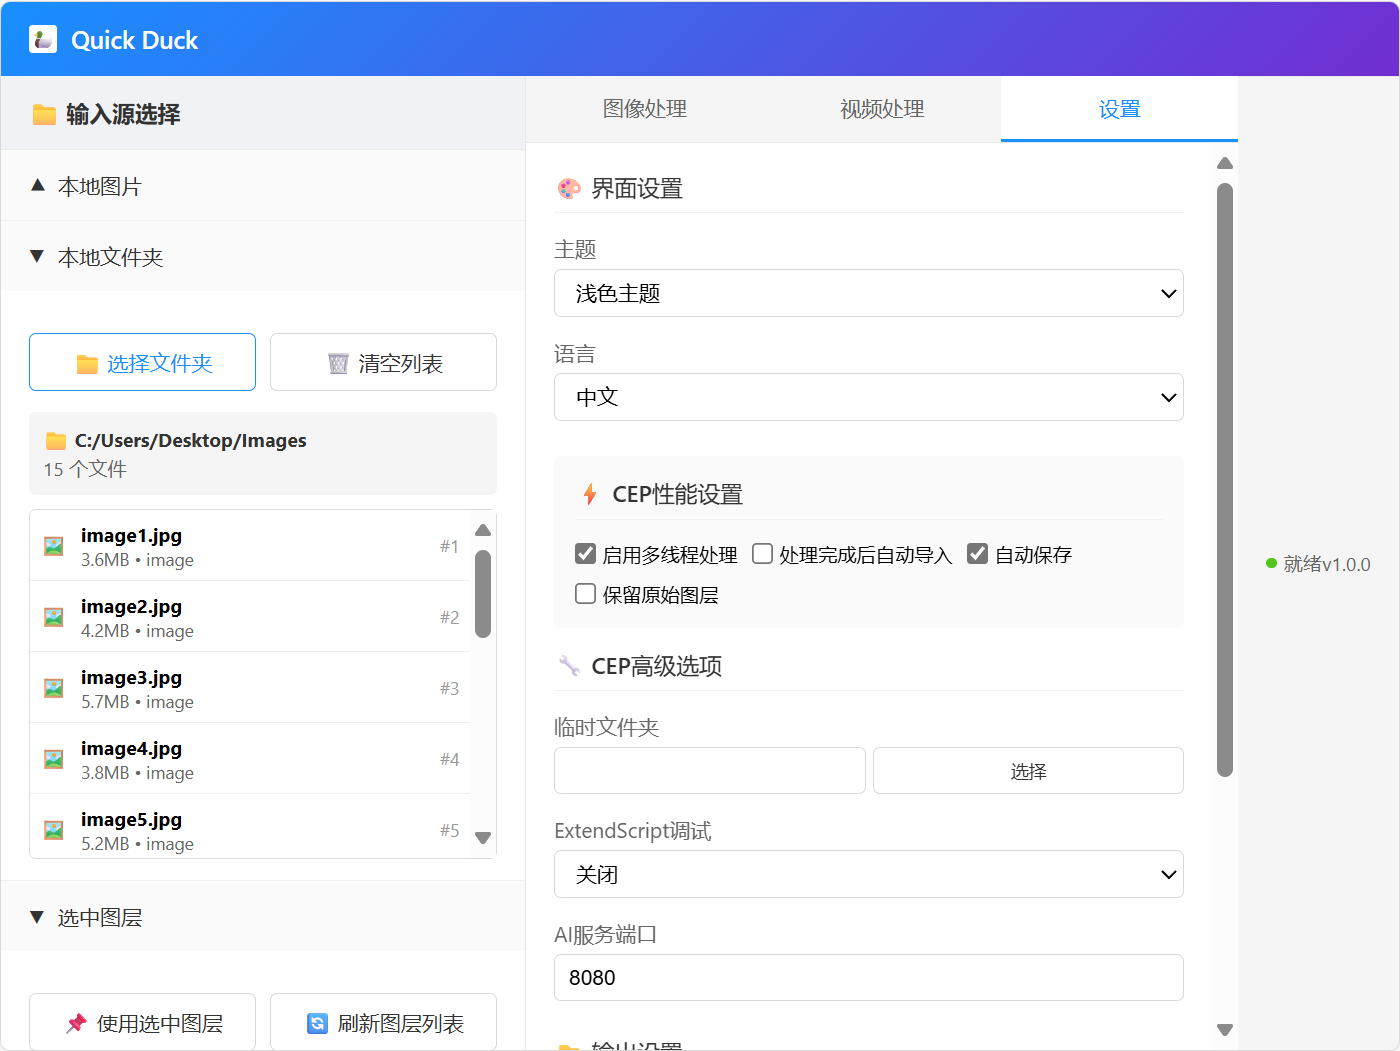 Quick Duck
输入源选择
▲ 本地图片
▼ 本地文件夹
选择文件夹
清空列表
C:/Users/Desktop/Images
15 个文件
image1.jpg
3.6MB • image
#1
image2.jpg
4.2MB • image
#2
image3.jpg
5.7MB • image
#3
image4.jpg
3.8MB • image
#4
image5.jpg
5.2MB • image
#5
▼ 选中图层
使用选中图层
刷新图层列表
图像处理
视频处理
设置
界面设置
主题
浅色主题
语言
中文
CEP性能设置
启用多线程处理
处理完成后自动导入
自动保存
保留原始图层
CEP高级选项
临时文件夹
选择
ExtendScript调试
关闭
AI服务端口
8080
输出设置
就绪v1.0.0